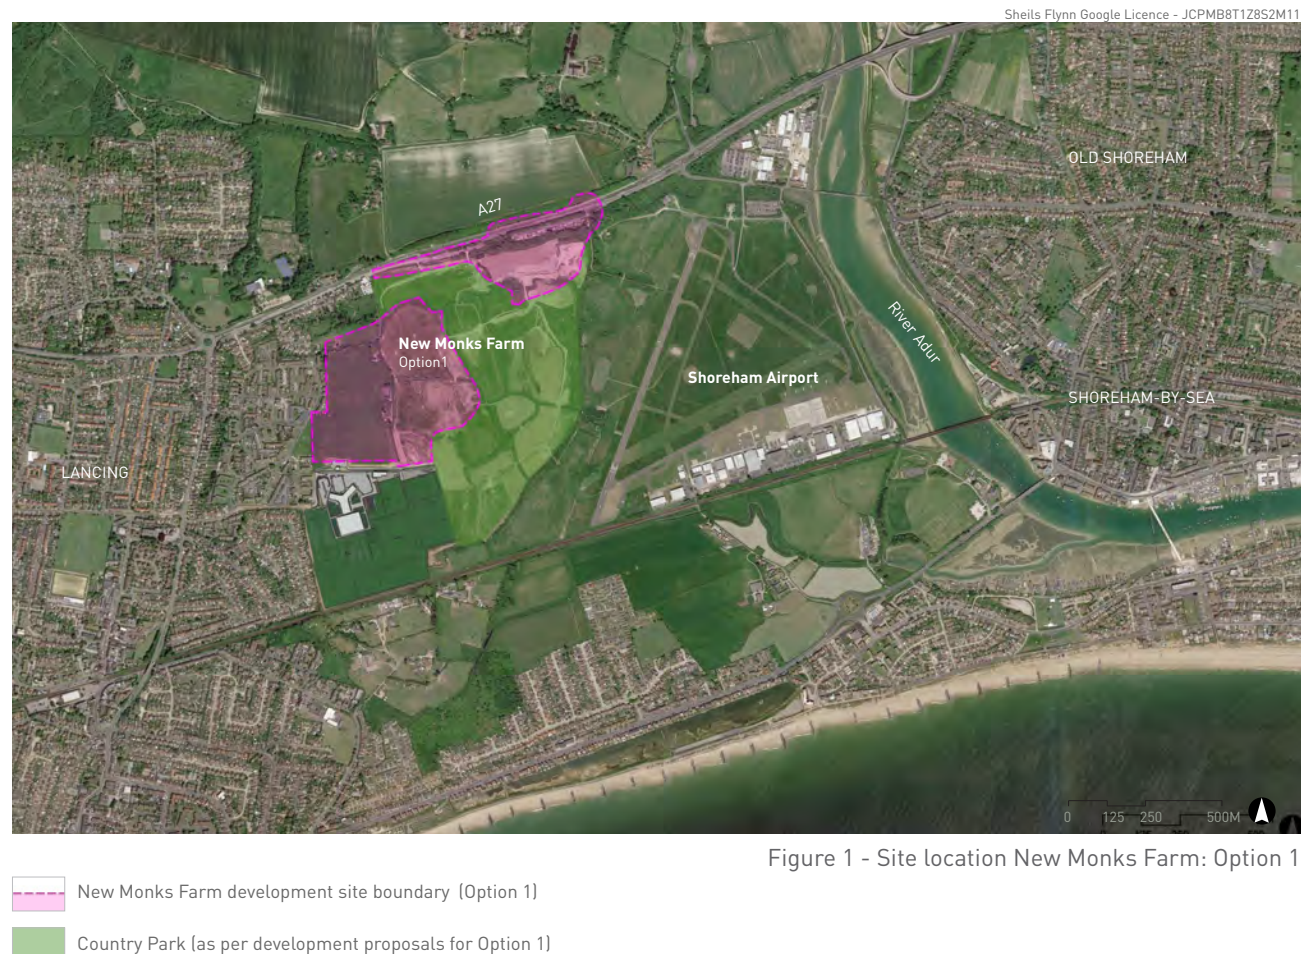 Sheils Flynn Google Licence - JCPMB8T1Z8S2M11
OLD SHOREHAM
A27
River Adur
New Monks Farm
Option1
Shoreham Airport
SHOREHAM-BY-SEA
LANCING
0 125 250 500M
Figure 1 - Site location New Monks Farm: Option 1
New Monks Farm development site boundary (Option 1)
Country Park (as per development proposals for Option 1)